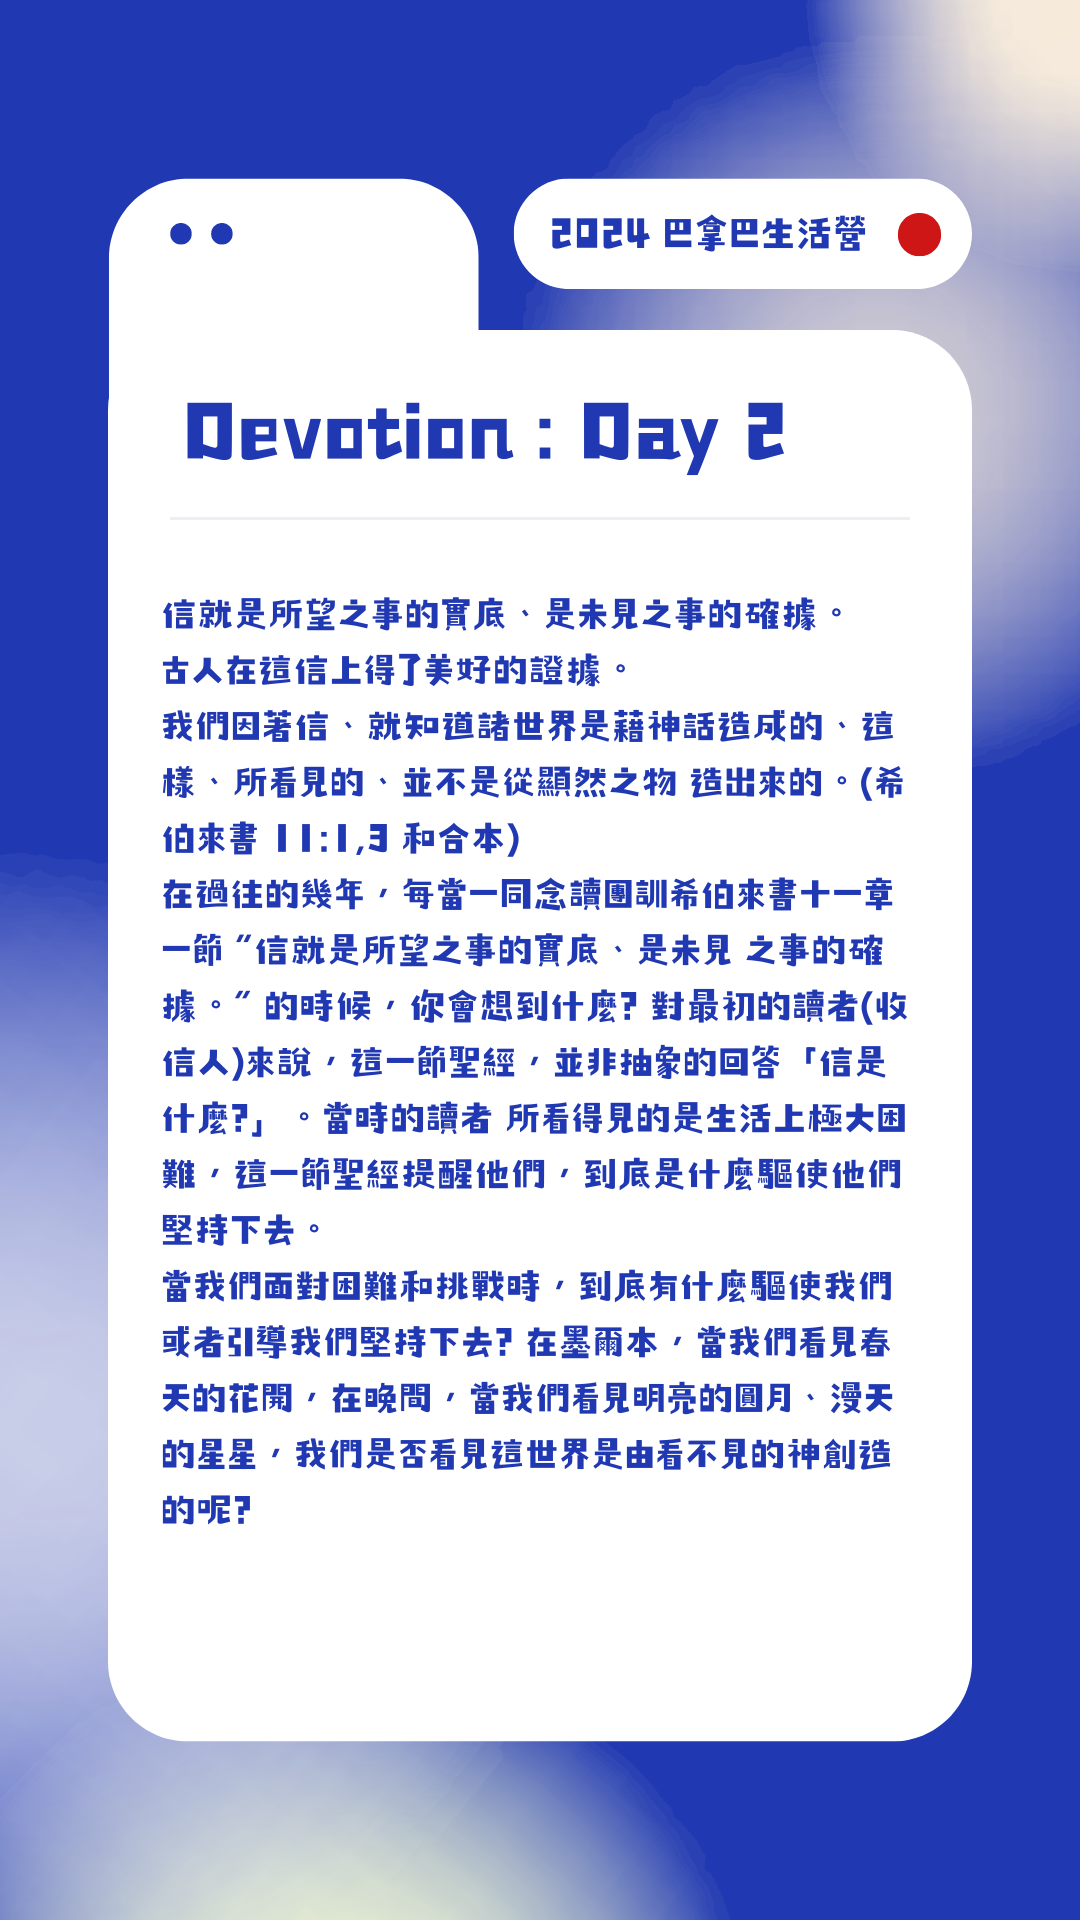 2024 巴拿巴生活營
Devotion : Day 2
信就是所望之事的實底、是未見之事的確據。
古人在這信上得了美好的證據。
我們因著信、就知道諸世界是藉神話造成的、這
樣、所看見的、並不是從顯然之物 造出來的。(希
伯來書 11:1,3 和合本)
在過往的幾年，每當一同念讀團訓希伯來書十一章
一節 "信就是所望之事的實底、是未見 之事的確
據。" 的時候，你會想到什麼? 對最初的讀者(收
信人)來說，這一節聖經，並非抽象的回答「信是
什麼?」。當時的讀者 所看得見的是生活上極大困
難，這一節聖經提醒他們，到底是什麼驅使他們
堅持下去。
當我們面對困難和挑戰時，到底有什麼驅使我們
或者引導我們堅持下去? 在墨爾本，當我們看見春
天的花開，在晚間，當我們看見明亮的圓月、漫天
的星星，我們是否看見這世界是由看不見的神創造
的呢?